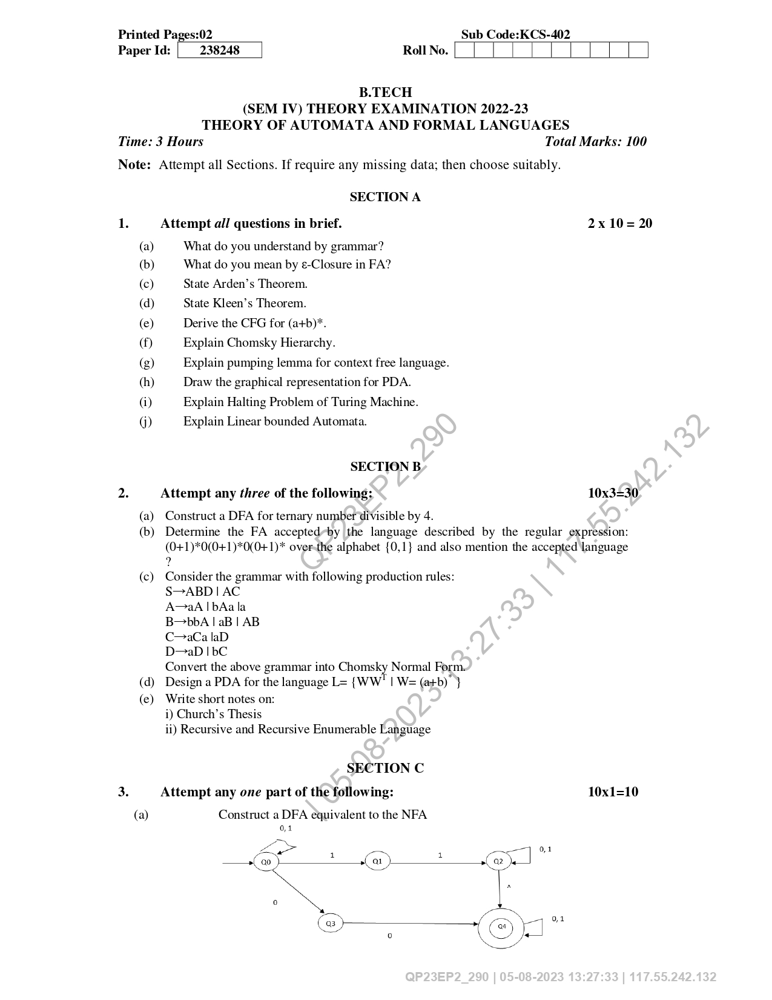 Printed Pages:02 Sub Code:KCS-402
Paper Id: 238248 Roll No.
B.TECH
(SEM IV) THEORY EXAMINATION 2022-23
THEORY OF AUTOMATA AND FORMAL LANGUAGES
Time: 3 Hours Total Marks: 100
Note: Attempt all Sections. If require any missing data; then choose suitably.
SECTION A
1. Attempt all questions in brief. 2 x 10 = 20
(a) What do you understand by grammar?
(b) What do you mean by ε-Closure in FA?
(c) State Arden’s Theorem.
(d) State Kleen’s Theorem.
(e) Derive the CFG for (a+b)*.
(f) Explain Chomsky Hierarchy.
(g) Explain pumping lemma for context free language.
(h) Draw the graphical representation for PDA.
(i) Explain Halting Problem of Turing Machine.
(j) Explain Linear bounded Automata.
SECTION B
2. Attempt any three of the following: 10x3=30
(a) Construct a DFA for ternary number divisible by 4.
(b) Determine the FA accepted by the language described by the regular expression:
(0+1)*0(0+1)*0(0+1)* over the alphabet {0,1} and also mention the accepted language
?
(c) Consider the grammar with following production rules:
S→ABD | AC
A→aA | bAa |a
B→bbA | aB | AB
C→aCa |aD
D→aD | bC
Convert the above grammar into Chomsky Normal Form.
(d) Design a PDA for the language L= {WW^T | W= (a+b)^* }
(e) Write short notes on:
i) Church’s Thesis
ii) Recursive and Recursive Enumerable Language
SECTION C
3. Attempt any one part of the following: 10x1=10
(a) Construct a DFA equivalent to the NFA
0, 1
Q0 1 Q1 1 Q2 0, 1
^
0
Q3 0 Q4 0, 1
QP23EP2_290
| 05-08-2023 13:27:33 | 117.55.242.132
QP23EP2_290 | 05-08-2023 13:27:33 | 117.55.242.132